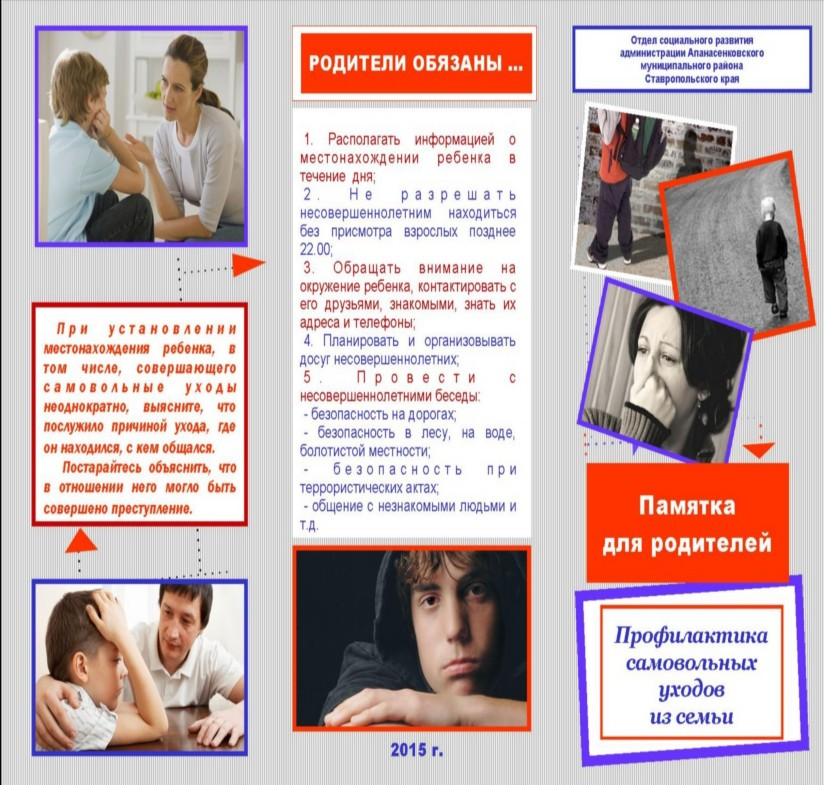 При установлении
местонахождения ребенка, в
том числе, совершающего
самовольные уходы
неоднократно, выясните, что
послужило причиной ухода, где
он находился, с кем общался.
Постарайтесь объяснить, что
в отношении него могло быть
совершено преступление.
РОДИТЕЛИ ОБЯЗАНЫ ...
1. Располагать информацией о
местонахождении ребенка в
течение дня;
2. Не разрешать
несовершеннолетним находиться
без присмотра взрослых позднее
22.00;
3. Обращать внимание на
окружение ребенка, контактировать с
его друзьями, знакомыми, знать их
адреса и телефоны;
4. Планировать и организовывать
досуг несовершеннолетних;
5. Провести с
несовершеннолетними беседы:
- безопасность на дорогах;
- безопасность в лесу, на воде,
болотистой местности;
- безопасность при
террористических актах;
- общение с незнакомыми людьми и
т.д.
2015 г.
Отдел социального развития
администрации Апанасенковского
муниципального района
Ставропольского края
Памятка
для родителей
Профилактика
самовольных
уходов
из семьи